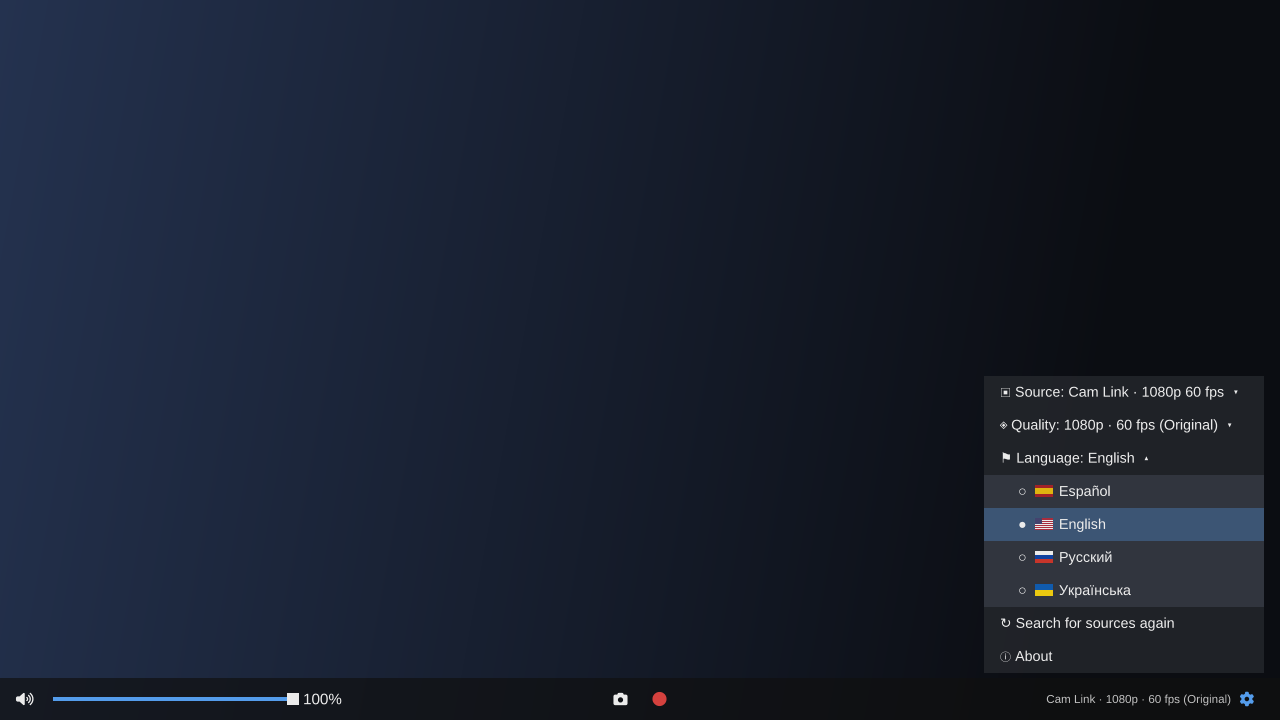 Source: Cam Link · 1080p 60 fps
Quality: 1080p · 60 fps (Original)
Language: English
Español
English
Русский
Українська
Search for sources again
About
100%
Cam Link · 1080p · 60 fps (Original)